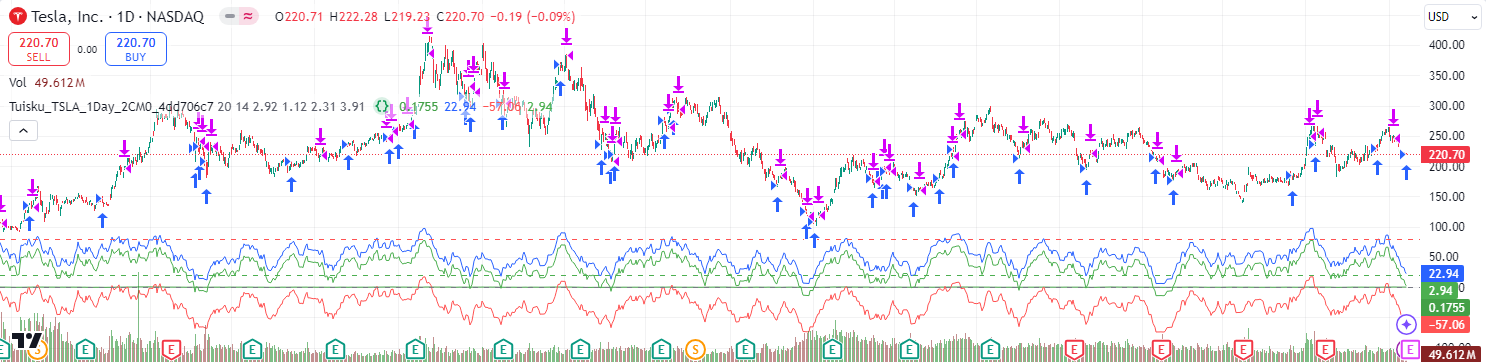 Tesla, Inc. · 1D · NASDAQ O220.71 H222.28 L219.23 C220.70 −0.19 (−0.09%)
USD
220.70 SELL
0.00
220.70 BUY
Vol 49.612M
Tuisku_TSLA_1Day_2CM0_4dd706c7 20 14 2.92 1.12 2.31 3.91 0.1755 22.94 −57.06 2.94
400.00
350.00
300.00
250.00
220.70
200.00
150.00
100.00
50.00
22.94
2.94
0.1755
−57.06
49.612M
E S E E E E E E E E S E E E E E E E E E